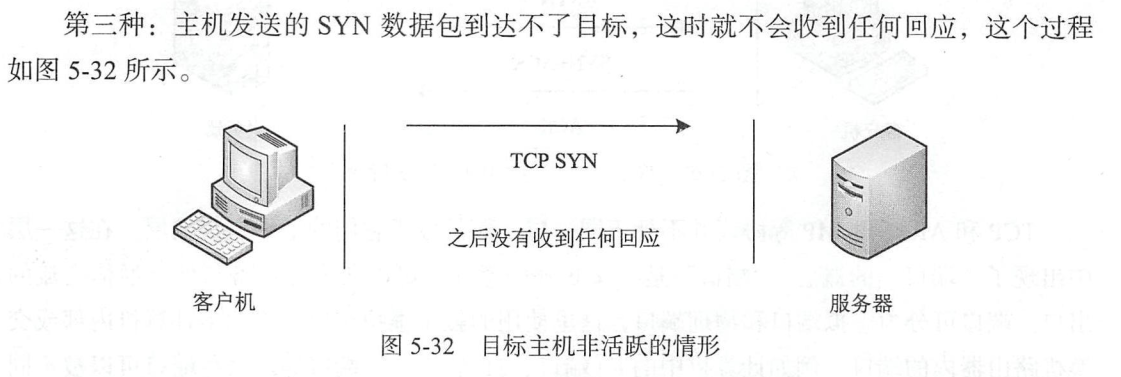 第三种：主机发送的 SYN 数据包到达不了目标，这时就不会收到任何回应，这个过程
如图 5-32 所示。
TCP SYN
之后没有收到任何回应
客户机
服务器
图 5-32 目标主机非活跃的情形